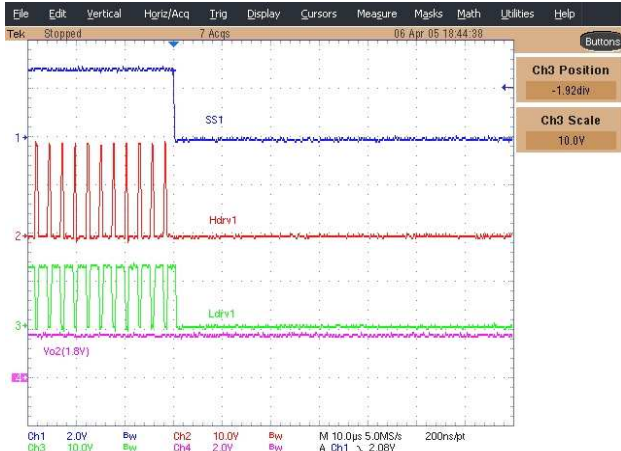 File Edit Vertical Horiz/Acq Trig Display Cursors Measure Masks Math Utilities Help
Tek Stopped 7 Acqs 06 Apr 05 18:44:38
Buttons
Ch3 Position
-1.92div
Ch3 Scale
10.0V
SS1
1
Hdrv1
2
Ldrv1
3
Vo2(1.8V)
4
Ch1 2.0V Bw Ch2 10.0V Bw M 10.0µs 5.0MS/s 200ns/pt
Ch3 10.0V Bw Ch4 2.0V Bw A Ch1 \ 2.08V